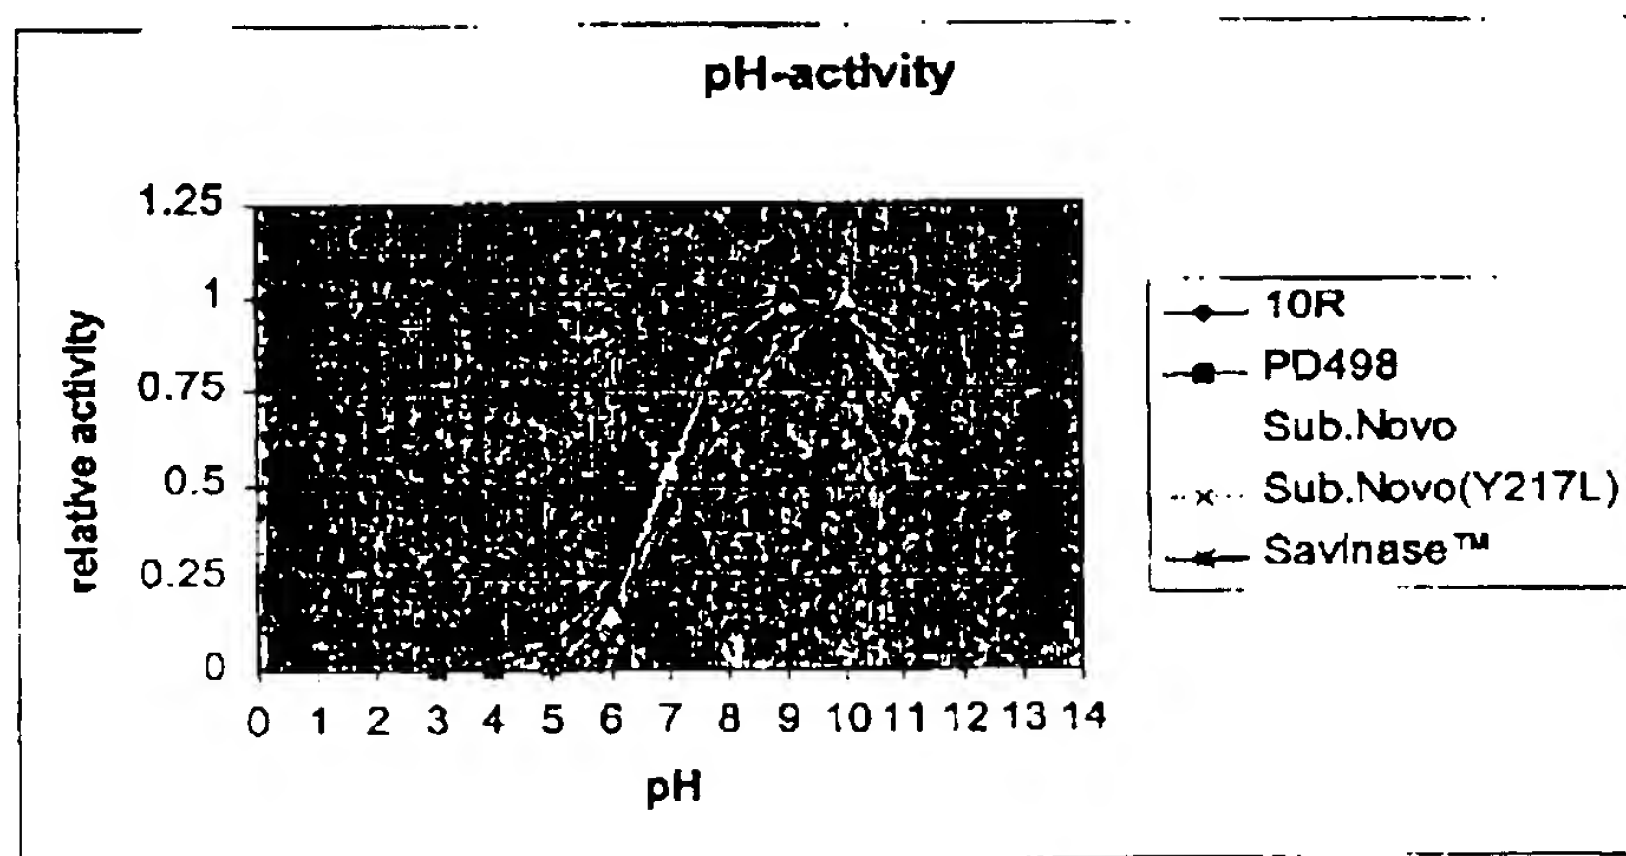 pH-activity
1.25
1
0.75
0.5
0.25
0
relative activity
0 1 2 3 4 5 6 7 8 9 10 11 12 13 14
pH
10R
PD498
Sub.Novo
Sub.Novo(Y217L)
Savinase™